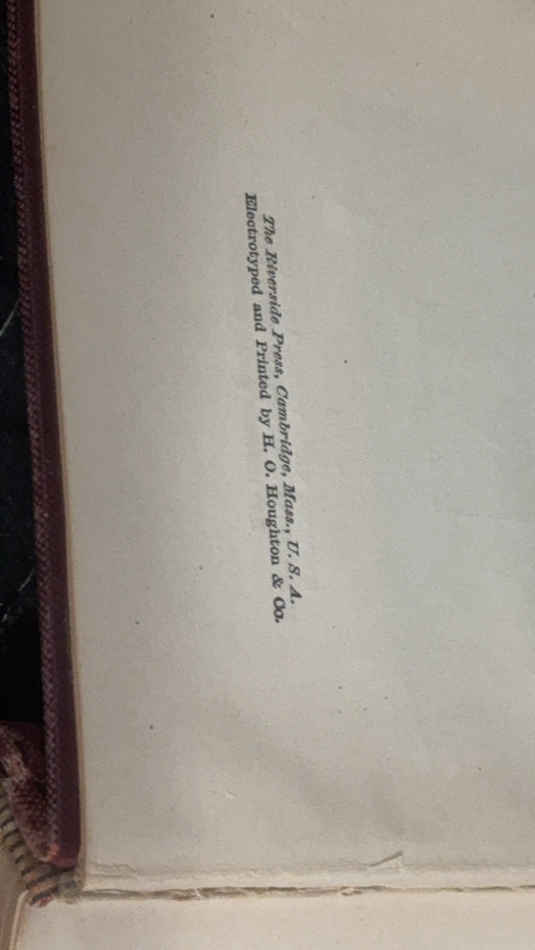 The Riverside Press, Cambridge, Mass., U. S. A.
Electrotyped and Printed by H. O. Houghton & Co.